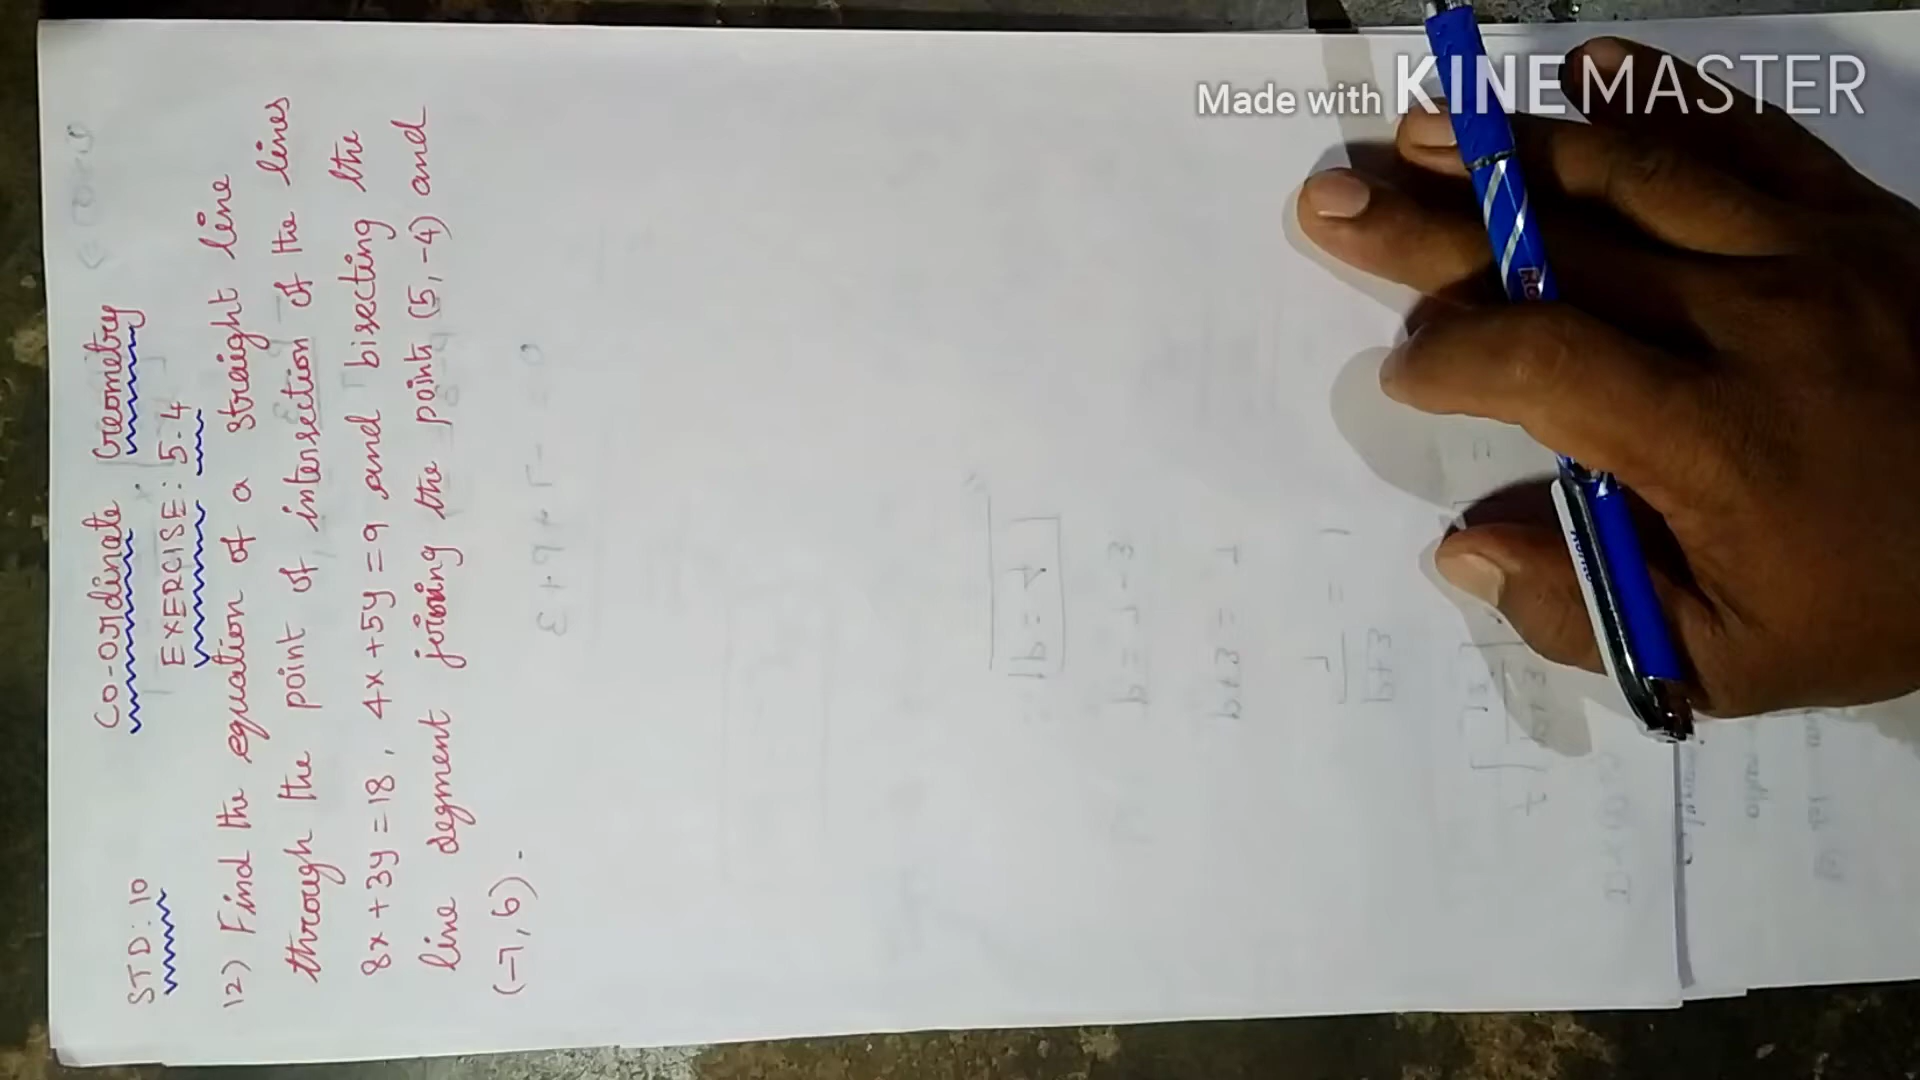 Made with KINEMASTER
Co-ordinate Geometry
STD: 10
EXERCISE: 5.4
12) Find the equation of a straight line
through the point of intersection of the lines
8x + 3y = 18, 4x + 5y = 9 and bisecting the
line segment joining the points (5, -4) and
(-7, 6).